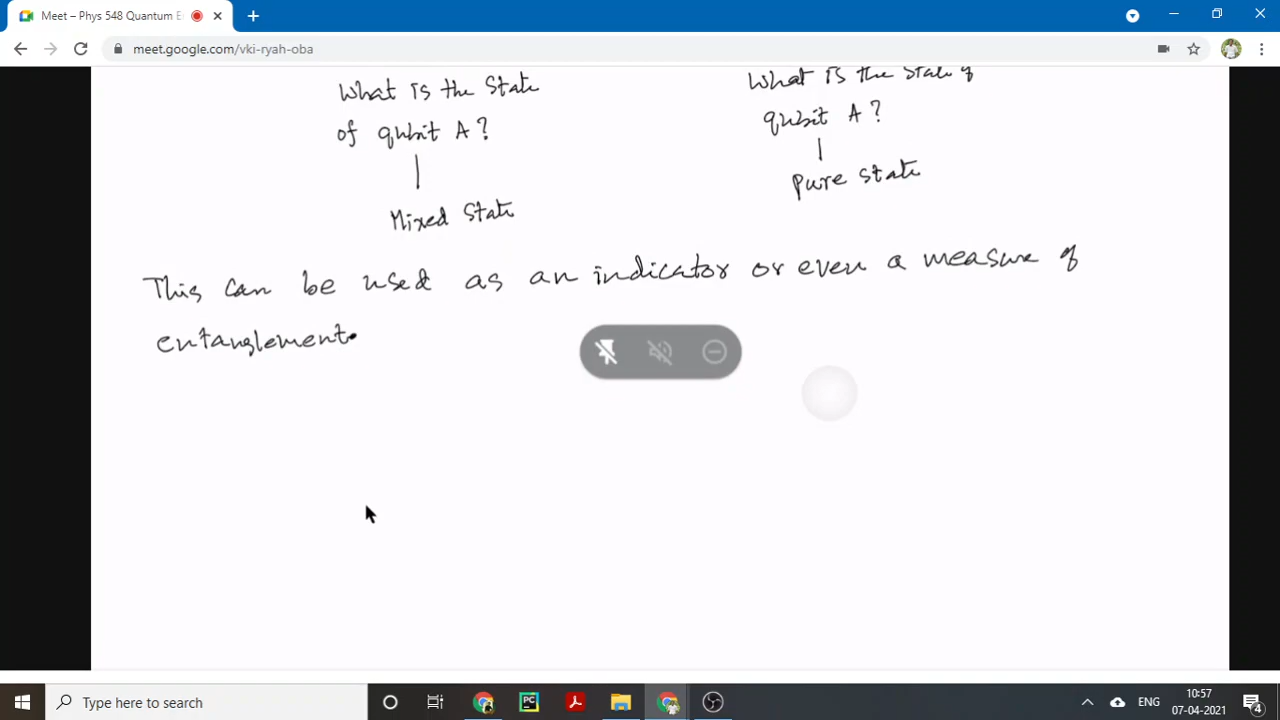 Meet – Phys 548 Quantum E
meet.google.com/vki-ryah-oba
What is the State
of qubit A?
Mixed State
What is the State of
qubit A?
Pure State
This can be used as an indicator or even a measure of
entanglement.
Type here to search
PC
ENG
10:57
07-04-2021
4